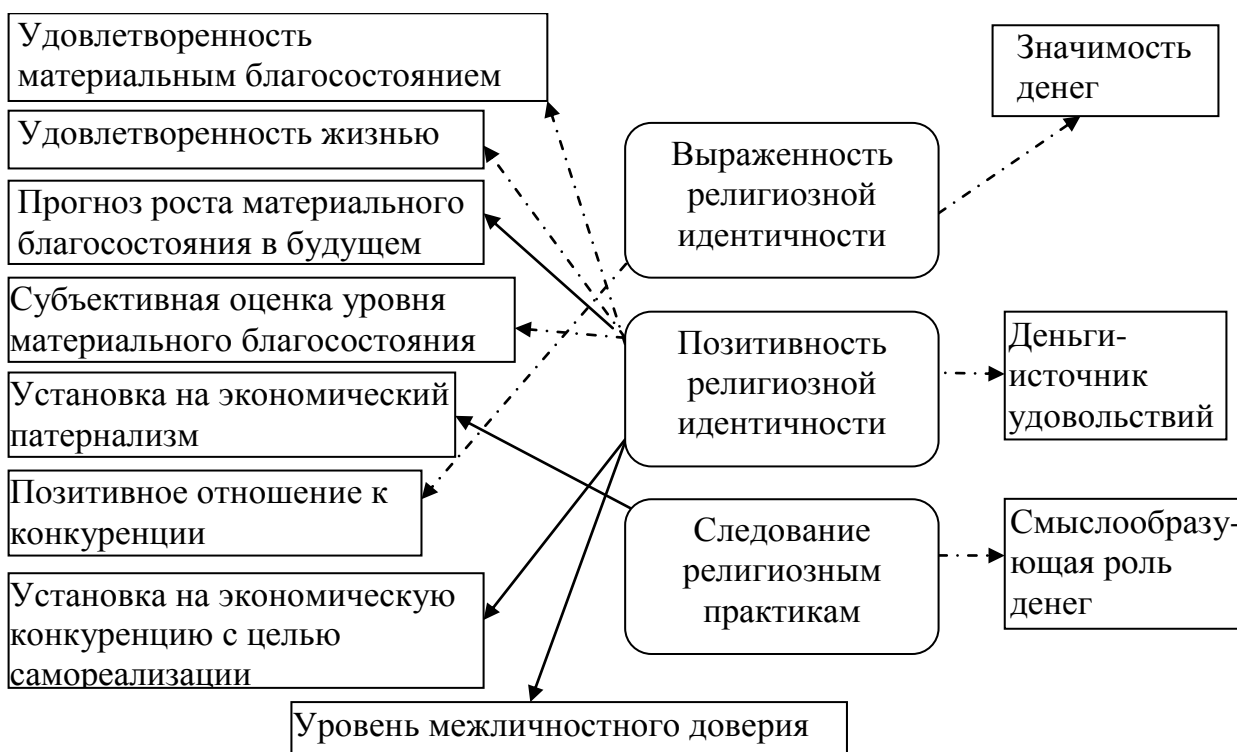 Удовлетворенность
материальным благосостоянием
Удовлетворенность жизнью
Прогноз роста материального
благосостояния в будущем
Субъективная оценка уровня
материального благосостояния
Установка на экономический
патернализм
Позитивное отношение к
конкуренции
Установка на экономическую
конкуренцию с целью
самореализации
Уровень межличностного доверия
Выраженность
религиозной
идентичности
Позитивность
религиозной
идентичности
Следование
религиозным
практикам
Значимость
денег
Деньги-
источник
удовольствий
Смыслообразу-
ющая роль
денег